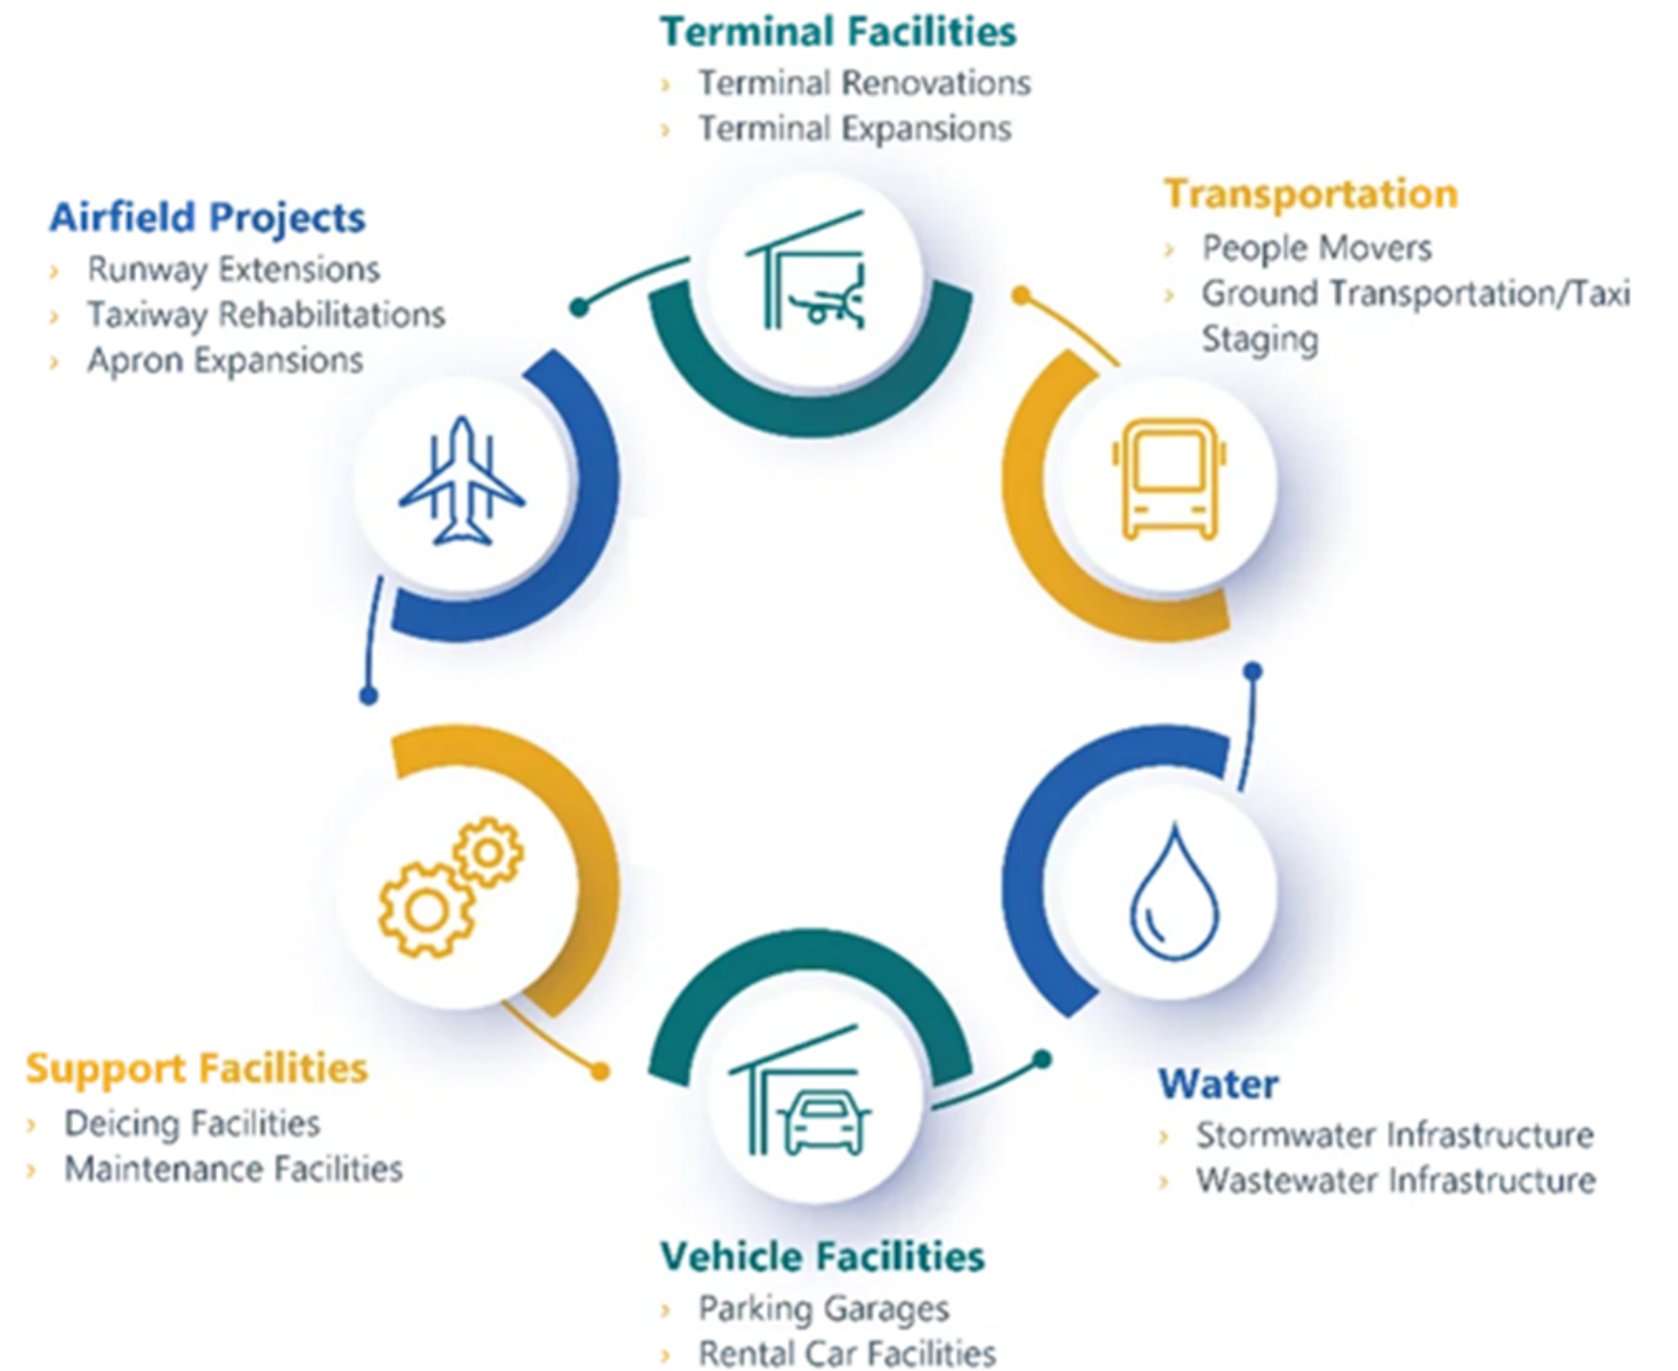 Terminal Facilities
› Terminal Renovations
› Terminal Expansions
Transportation
› People Movers
› Ground Transportation/Taxi
Staging
Airfield Projects
› Runway Extensions
› Taxiway Rehabilitations
› Apron Expansions
Support Facilities
› Deicing Facilities
› Maintenance Facilities
Water
› Stormwater Infrastructure
› Wastewater Infrastructure
Vehicle Facilities
› Parking Garages
› Rental Car Facilities